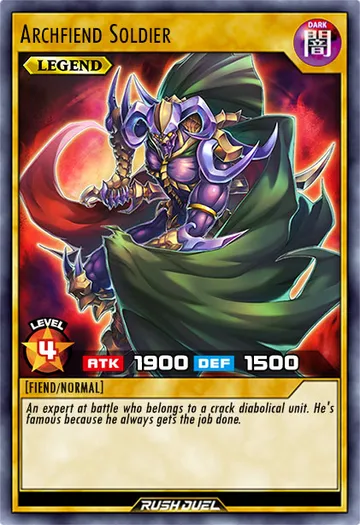 Archfiend Soldier
DARK
闇
LEGEND
LEVEL
4
ATK 1900 DEF 1500
[FIEND/NORMAL]
An expert at battle who belongs to a crack diabolical unit. He's
famous because he always gets the job done.
RUSH DUEL